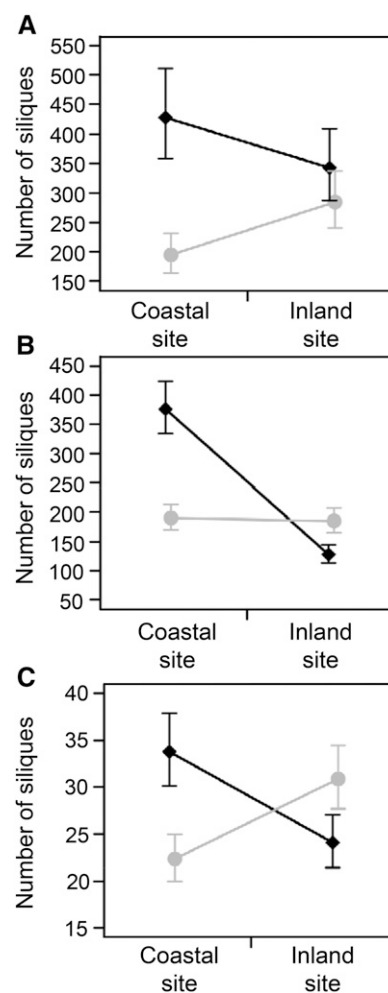 A
Number of siliques
550
500
450
400
350
300
250
200
150
Coastal
site
Inland
site
B
Number of siliques
450
400
350
300
250
200
150
100
50
Coastal
site
Inland
site
C
Number of siliques
40
35
30
25
20
15
Coastal
site
Inland
site